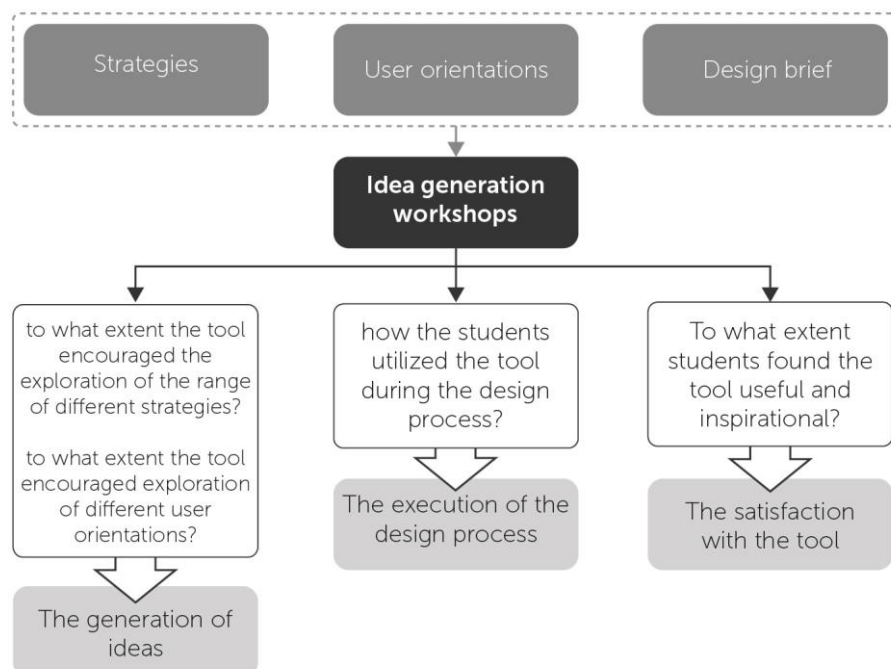 Strategies
User orientations
Design brief
Idea generation
workshops
to what extent the tool
encouraged the
exploration of the range
of different strategies?
to what extent the tool
encouraged exploration
of different user
orientations?
The generation of
ideas
how the students
utilized the tool
during the design
process?
The execution of the
design process
To what extent
students found the
tool useful and
inspirational?
The satisfaction
with the tool